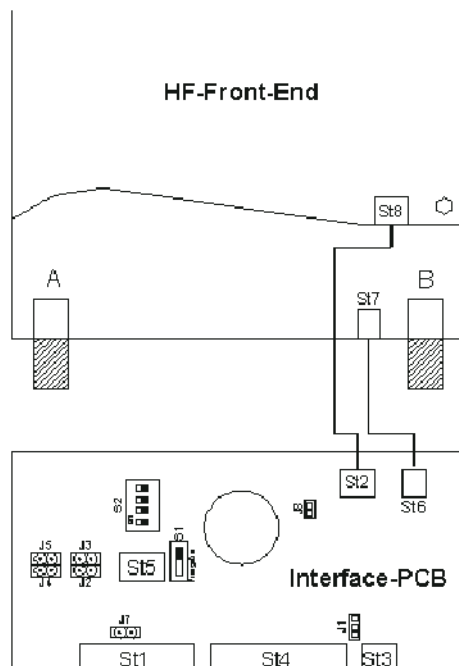 HF-Front-End
St8
A
St7
B
St2
St6
S2
J8
S1
J5
J3
St5
J4
J2
Interface-PCB
J7
J1
St1
St4
St3